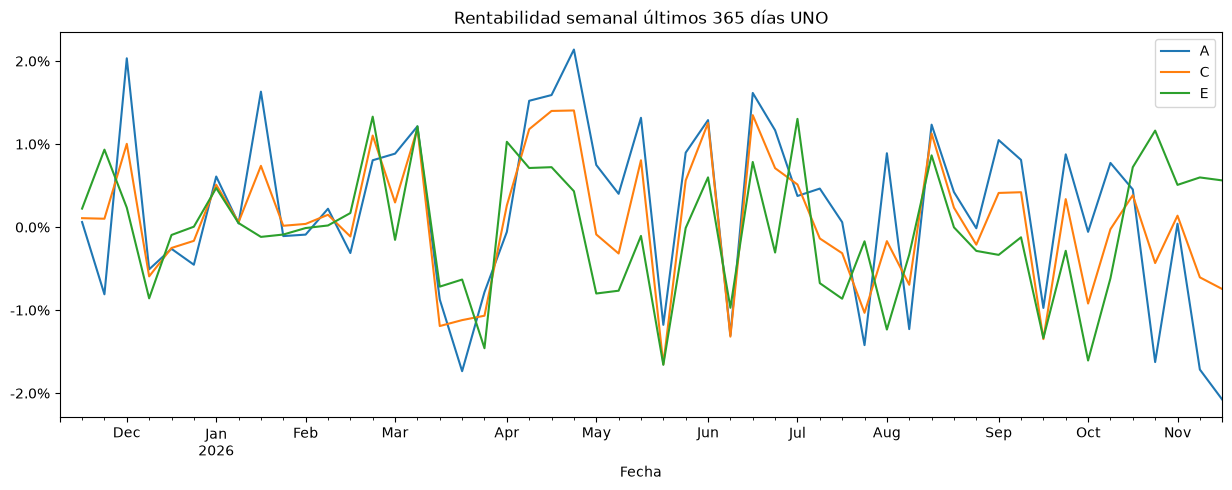 Rentabilidad semanal últimos 365 días UNO
A
C
E
2.0%
1.0%
0.0%
-1.0%
-2.0%
Dec Jan Feb Mar Apr May Jun Jul Aug Sep Oct Nov
2026
Fecha